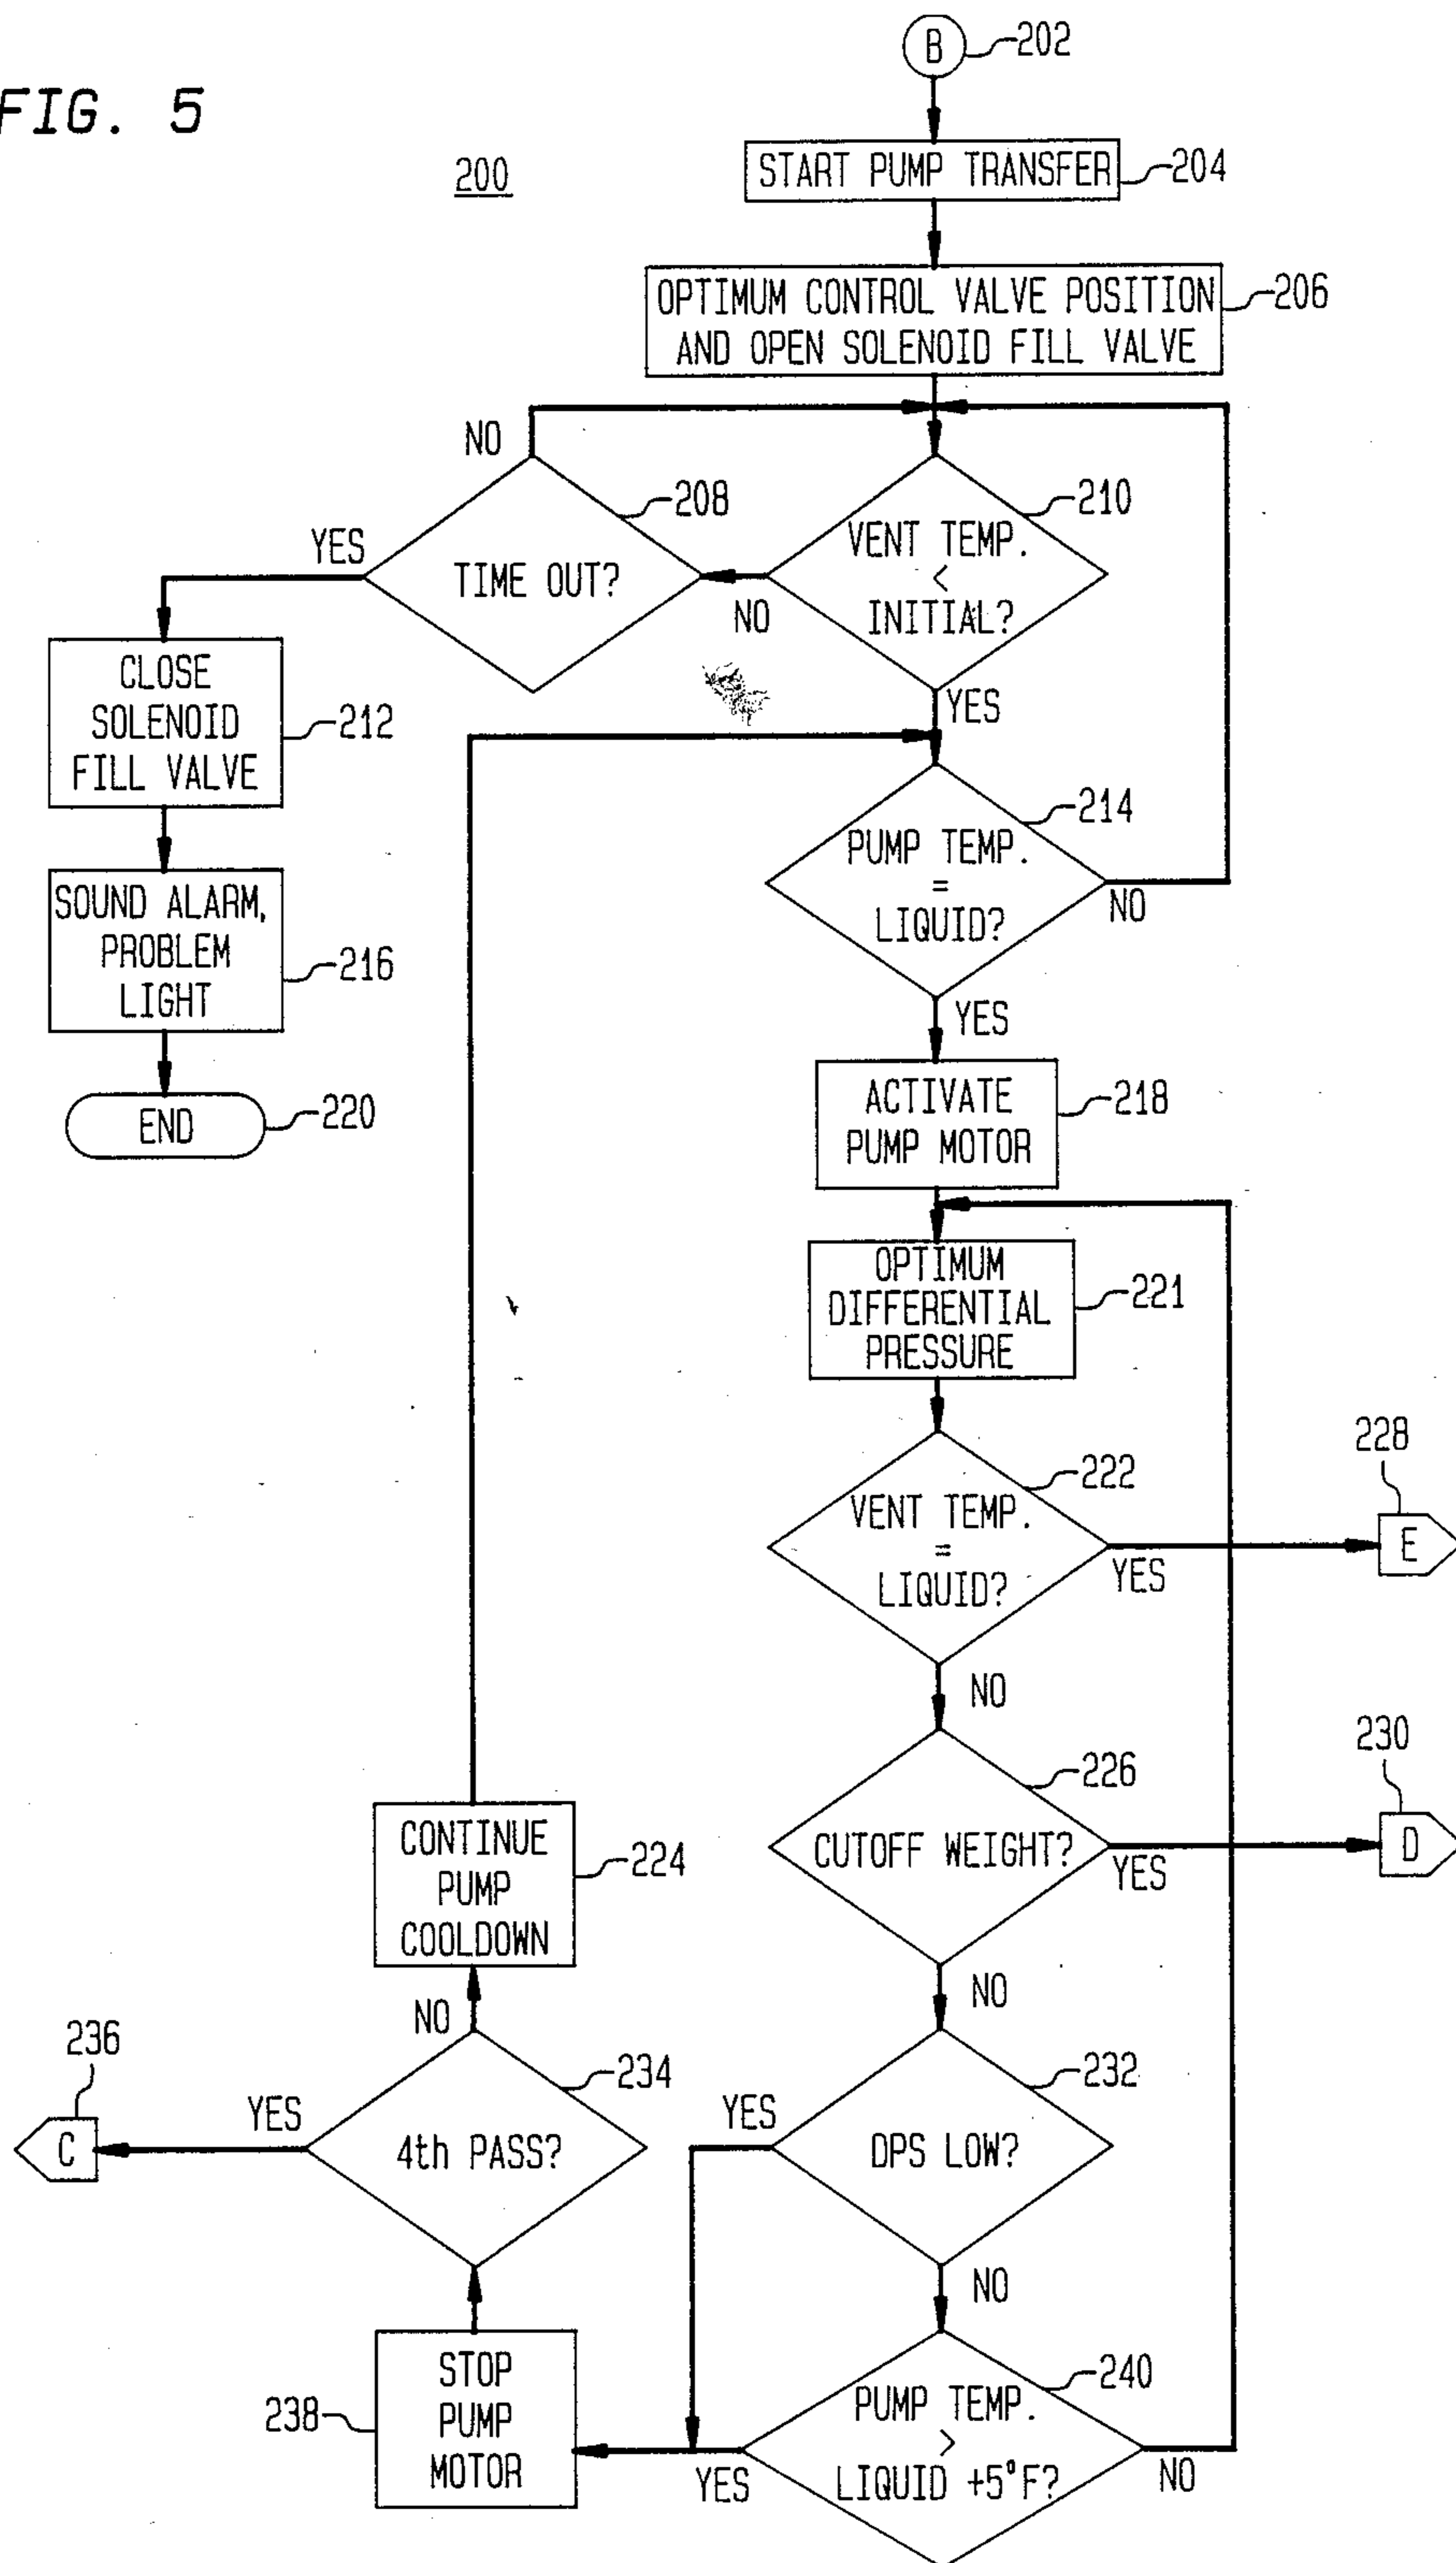 FIG. 5
200
B
202
START PUMP TRANSFER
204
OPTIMUM CONTROL VALVE POSITION
AND OPEN SOLENOID FILL VALVE
206
NO
208
TIME OUT?
YES
210
VENT TEMP.
<
INITIAL?
NO
YES
CLOSE
SOLENOID
FILL VALVE
212
214
PUMP TEMP.
=
LIQUID?
NO
YES
SOUND ALARM,
PROBLEM
LIGHT
216
END
220
ACTIVATE
PUMP MOTOR
218
OPTIMUM
DIFFERENTIAL
PRESSURE
221
222
VENT TEMP.
=
LIQUID?
YES
228
E
NO
226
CUTOFF WEIGHT?
YES
230
D
NO
CONTINUE
PUMP
COOLDOWN
224
NO
234
4th PASS?
YES
236
C
232
DPS LOW?
YES
NO
STOP
PUMP
MOTOR
238
240
PUMP TEMP.
>
LIQUID +5°F?
YES
NO